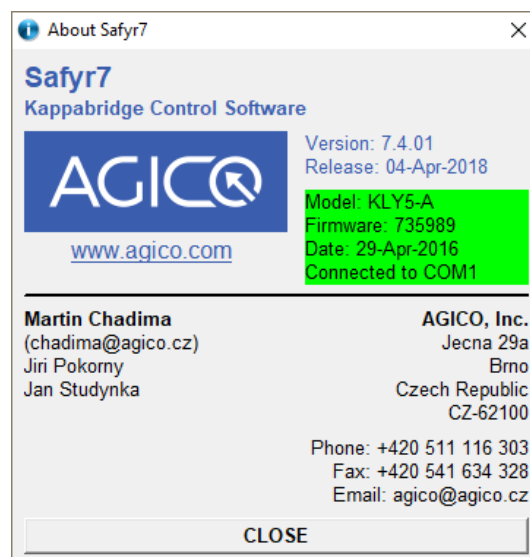 About Safyr7
Safyr7
Kappabridge Control Software
AGICO
www.agico.com
Version: 7.4.01
Release: 04-Apr-2018
Model: KLY5-A
Firmware: 735989
Date: 29-Apr-2016
Connected to COM1
Martin Chadima
(chadima@agico.cz)
Jiri Pokorny
Jan Studynka
AGICO, Inc.
Jecna 29a
Brno
Czech Republic
CZ-62100
Phone: +420 511 116 303
Fax: +420 541 634 328
Email: agico@agico.cz
CLOSE